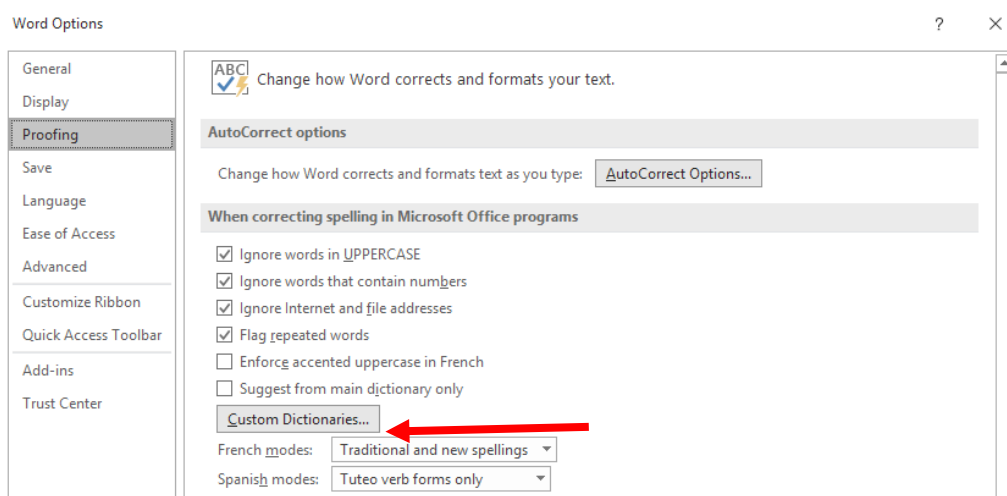 Word Options
?
General
Display
Proofing
Save
Language
Ease of Access
Advanced
Customize Ribbon
Quick Access Toolbar
Add-ins
Trust Center
ABC
Change how Word corrects and formats your text.
AutoCorrect options
Change how Word corrects and formats text as you type: AutoCorrect Options...
When correcting spelling in Microsoft Office programs
Ignore words in UPPERCASE
Ignore words that contain numbers
Ignore Internet and file addresses
Flag repeated words
Enforce accented uppercase in French
Suggest from main dictionary only
Custom Dictionaries...
French modes: Traditional and new spellings
Spanish modes: Tuteo verb forms only